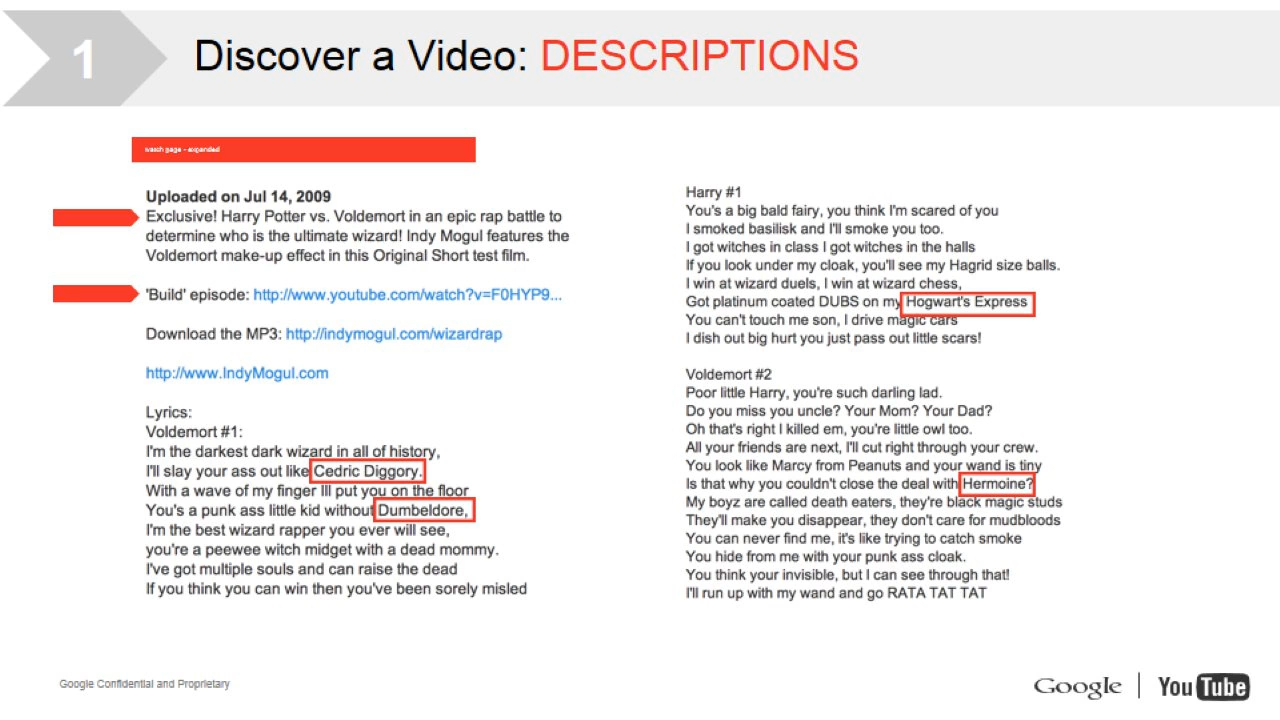 1
Discover a Video: DESCRIPTIONS
watch page - expanded
Uploaded on Jul 14, 2009
Exclusive! Harry Potter vs. Voldemort in an epic rap battle to
determine who is the ultimate wizard! Indy Mogul features the
Voldemort make-up effect in this Original Short test film.
'Build' episode: http://www.youtube.com/watch?v=F0HYP9...
Download the MP3: http://indymogul.com/wizardrap
http://www.IndyMogul.com
Lyrics:
Voldemort #1:
I'm the darkest dark wizard in all of history,
I'll slay your ass out like Cedric Diggory.
With a wave of my finger Ill put you on the floor
You's a punk ass little kid without Dumbeldore,
I'm the best wizard rapper you ever will see,
you're a peewee witch midget with a dead mommy.
I've got multiple souls and can raise the dead
If you think you can win then you've been sorely misled
Harry #1
You's a big bald fairy, you think I'm scared of you
I smoked basilisk and I'll smoke you too.
I got witches in class I got witches in the halls
If you look under my cloak, you'll see my Hagrid size balls.
I win at wizard duels, I win at wizard chess,
Got platinum coated DUBS on my Hogwart's Express
You can't touch me son, I drive magic cars
I dish out big hurt you just pass out little scars!
Voldemort #2
Poor little Harry, you're such darling lad.
Do you miss you uncle? Your Mom? Your Dad?
Oh that's right I killed em, you're little owl too.
All your friends are next, I'll cut right through your crew.
You look like Marcy from Peanuts and your wand is tiny
Is that why you couldn't close the deal with Hermoine?
My boyz are called death eaters, they're black magic studs
They'll make you disappear, they don't care for mudbloods
You can never find me, it's like trying to catch smoke
You hide from me with your punk ass cloak.
You think your invisible, but I can see through that!
I'll run up with my wand and go RATA TAT TAT
Google Confidential and Proprietary
Google | YouTube